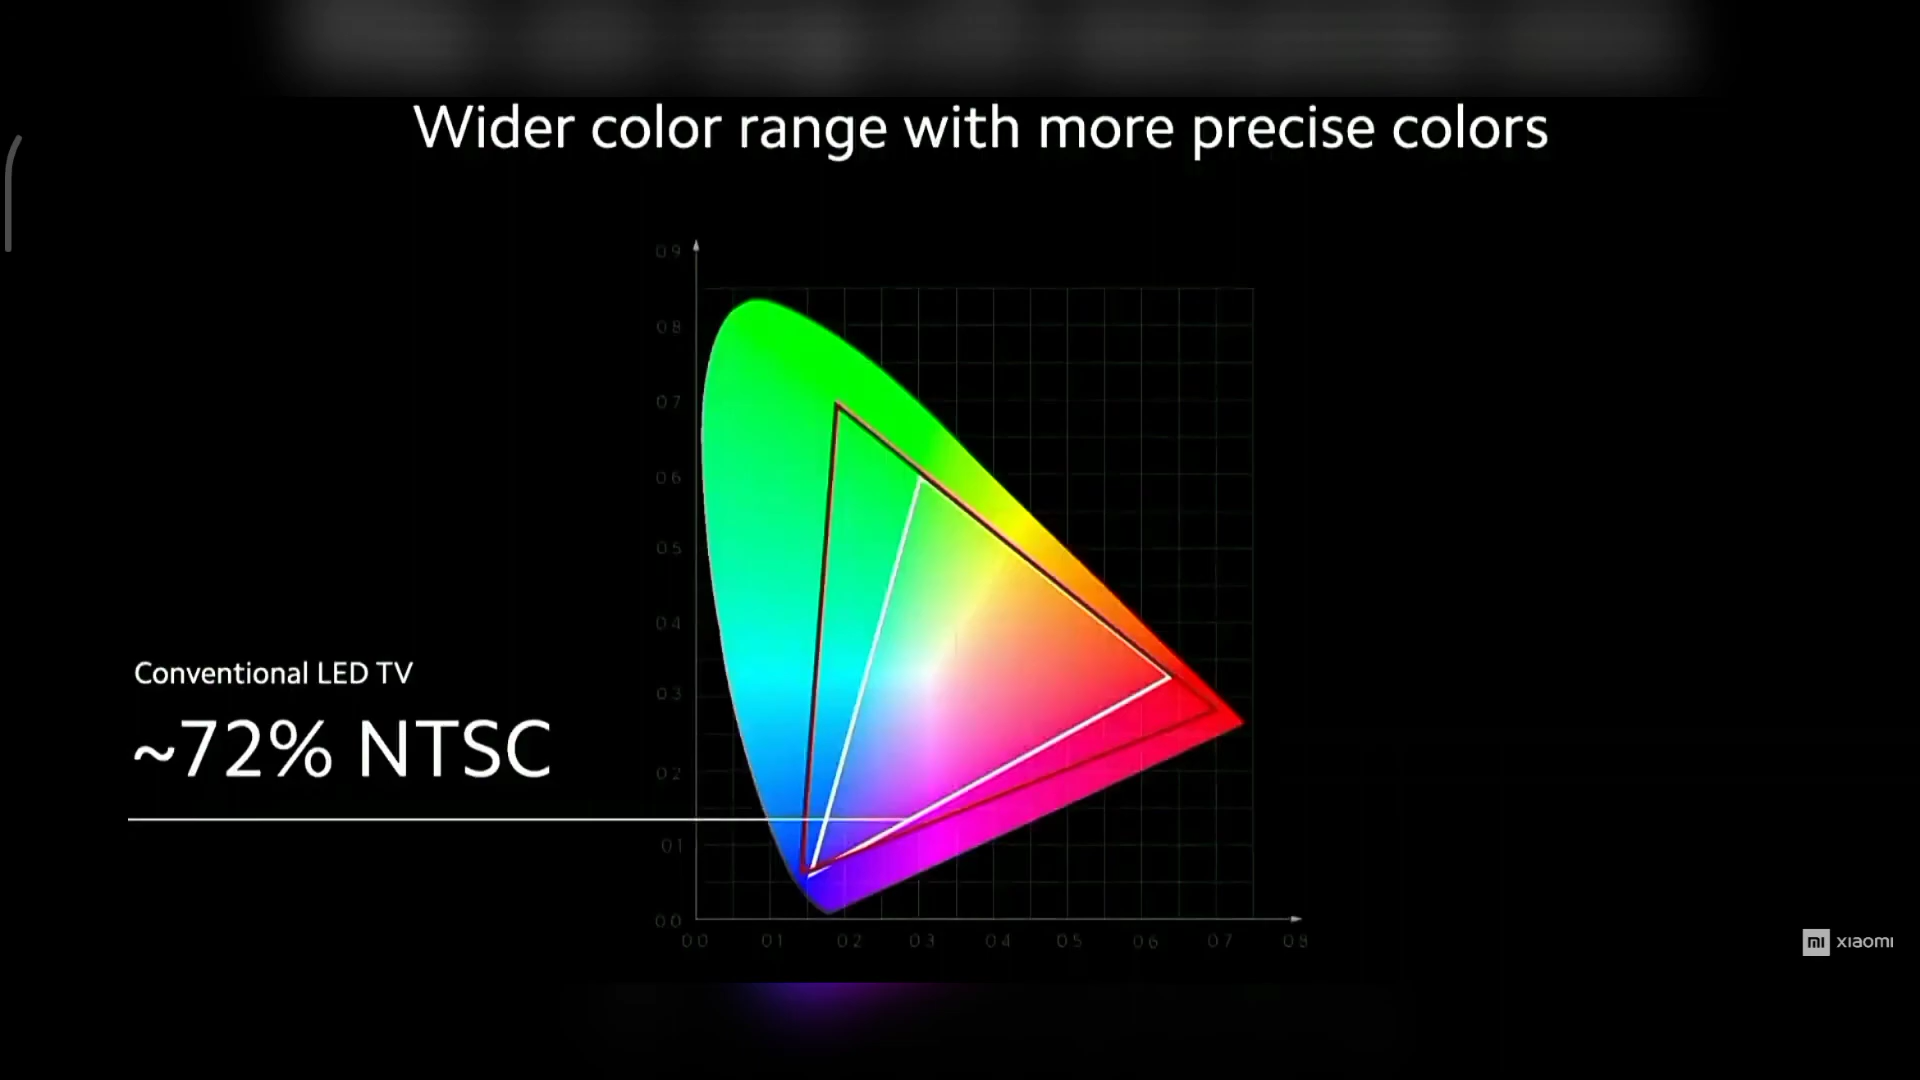 Wider color range with more precise colors
0.9
0.8
0.7
0.6
0.5
0.4
0.3
0.2
0.1
0.0
0.0 0.1 0.2 0.3 0.4 0.5 0.6 0.7 0.8
Conventional LED TV
~72% NTSC
mi xiaomi